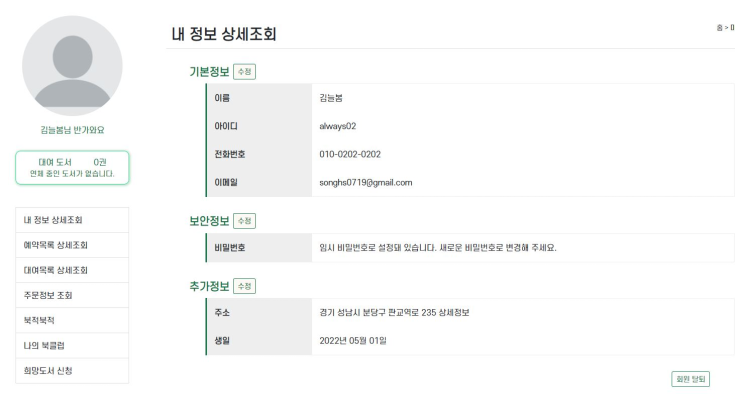 내 정보 상세조회
홈 >
김늘봄님 반가와요
대여 도서 0권
연체 중인 도서가 없습니다.
내 정보 상세조회
예약목록 상세조회
대여목록 상세조회
주문정보 조회
북적북적
나의 북클럽
희망도서 신청
기본정보 수정
이름 김늘봄
아이디 always02
전화번호 010-0202-0202
이메일 songhs0719@gmail.com
보안정보 수정
비밀번호 임시 비밀번호로 설정돼 있습니다. 새로운 비밀번호로 변경해 주세요.
추가정보 수정
주소 경기 성남시 분당구 판교역로 235 상세정보
생일 2022년 05월 01일
회원 탈퇴